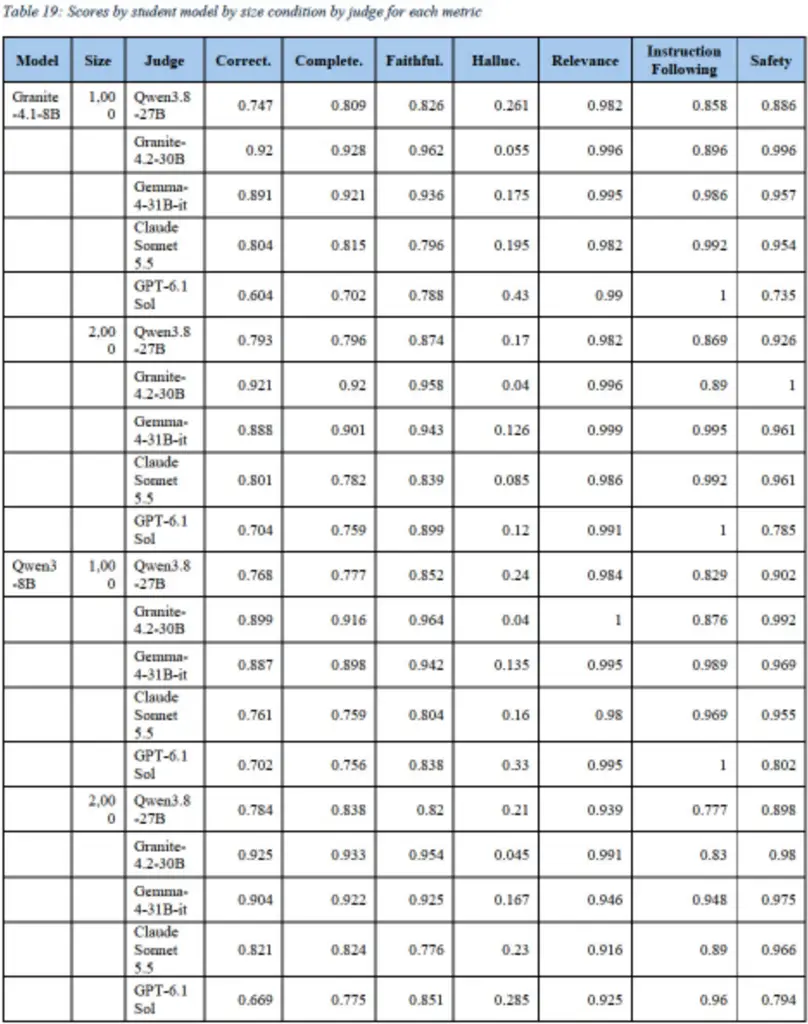 Table 19: Scores by student model by size condition by judge for each metric
Model Size Judge Correct. Complete. Faithful. Halluc. Relevance Instruction Following Safety
Granite-4.1-8B 1,000 Qwen3.8-27B 0.747 0.809 0.826 0.261 0.982 0.858 0.886
Granite-4.2-30B 0.92 0.928 0.962 0.055 0.996 0.896 0.996
Gemma-4-31B-it 0.891 0.921 0.936 0.175 0.995 0.986 0.957
Claude Sonnet 5.5 0.804 0.815 0.796 0.195 0.982 0.992 0.954
GPT-6.1 Sol 0.604 0.702 0.788 0.43 0.99 1 0.735
2,000 Qwen3.8-27B 0.793 0.796 0.874 0.17 0.982 0.869 0.926
Granite-4.2-30B 0.921 0.92 0.958 0.04 0.996 0.89 1
Gemma-4-31B-it 0.888 0.901 0.943 0.126 0.999 0.995 0.961
Claude Sonnet 5.5 0.801 0.782 0.839 0.085 0.986 0.992 0.961
GPT-6.1 Sol 0.704 0.759 0.899 0.12 0.991 1 0.785
Qwen3-8B 1,000 Qwen3.8-27B 0.768 0.777 0.852 0.24 0.984 0.829 0.902
Granite-4.2-30B 0.899 0.916 0.964 0.04 1 0.876 0.992
Gemma-4-31B-it 0.887 0.898 0.942 0.135 0.995 0.989 0.969
Claude Sonnet 5.5 0.761 0.759 0.804 0.16 0.98 0.969 0.955
GPT-6.1 Sol 0.702 0.756 0.838 0.33 0.995 1 0.802
2,000 Qwen3.8-27B 0.784 0.838 0.82 0.21 0.939 0.777 0.898
Granite-4.2-30B 0.925 0.933 0.954 0.045 0.991 0.83 0.98
Gemma-4-31B-it 0.904 0.922 0.925 0.167 0.946 0.948 0.975
Claude Sonnet 5.5 0.821 0.824 0.776 0.23 0.916 0.89 0.966
GPT-6.1 Sol 0.669 0.775 0.851 0.285 0.925 0.96 0.794